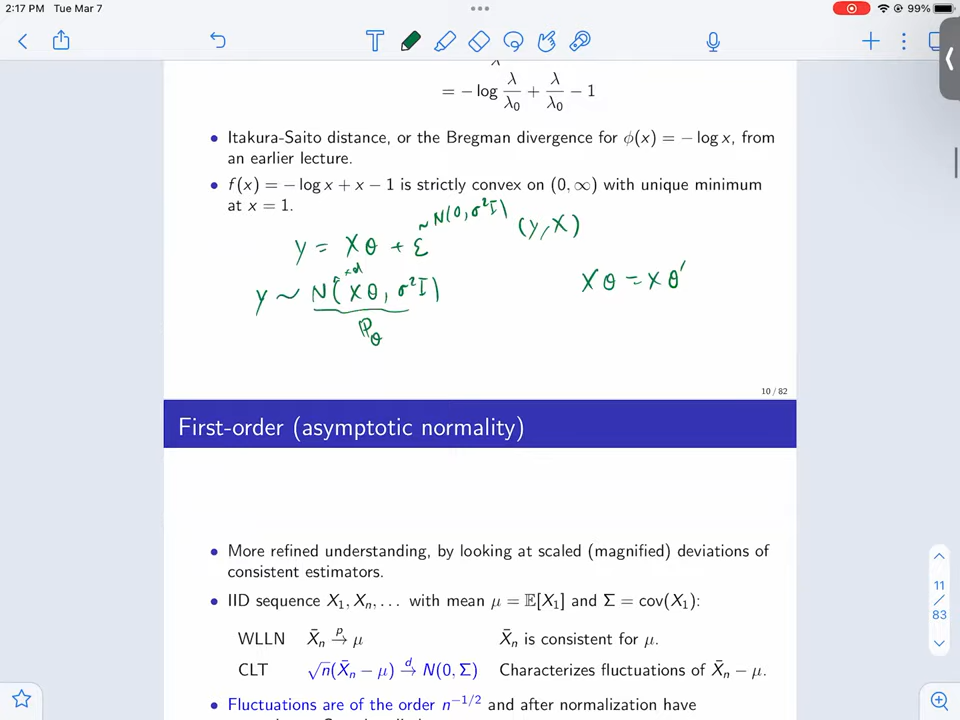 2:17 PM Tue Mar 7
99%
= − log λ/λ₀ + λ/λ₀ − 1
• Itakura-Saito distance, or the Bregman divergence for ϕ(x) = − log x, from
an earlier lecture.
• f(x) = − log x + x − 1 is strictly convex on (0, ∞) with unique minimum
at x = 1.
~ N(0, σ²I)
y = Xθ + ε
(y, X)
y ~ N(Xθ, σ²I)
Xθ = Xθ′
ℙ_θ
10 / 82
First-order (asymptotic normality)
• More refined understanding, by looking at scaled (magnified) deviations of
consistent estimators.
• IID sequence X₁, Xₙ, . . . with mean μ = 𝔼[X₁] and Σ = cov(X₁):
WLLN X̄ₙ →ᵖ μ X̄ₙ is consistent for μ.
CLT √n(X̄ₙ − μ) →ᵈ N(0, Σ) Characterizes fluctuations of X̄ₙ − μ.
• Fluctuations are of the order n⁻¹/² and after normalization have
11
/
83